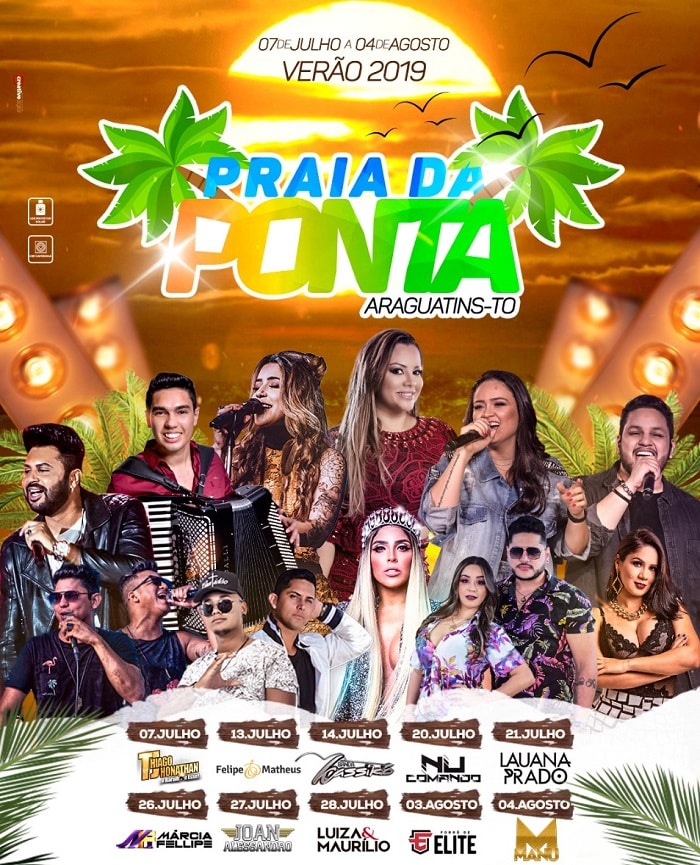 07 DE JULHO A 04 DE AGOSTO
VERÃO 2019
PRAIA DA
PONTA
ARAGUATINS-TO
07.JULHO
13.JULHO
14.JULHO
20.JULHO
21.JULHO
THIAGO
JHONATHAN
Felipe & Matheus
NU
COMANDO
LAUANA
PRADO
26.JULHO
27.JULHO
28.JULHO
03.AGOSTO
04.AGOSTO
MÁRCIA
FELLIPE
JOAN
ALESSANDRO
LUIZA&
MAURÍLIO
FORRÓ DE
ELITE
MANU